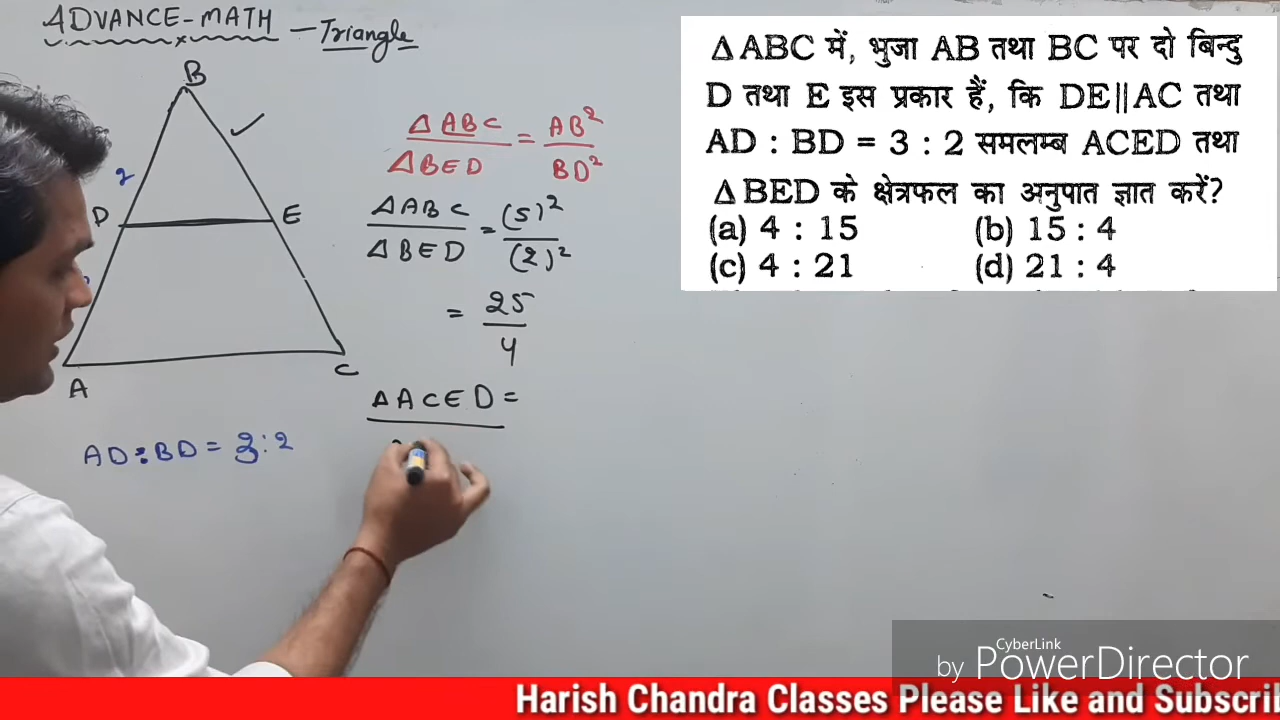 ADVANCE-MATH - Triangle
B
2
D
E
A
C
AD:BD = 3:2
ΔABC / ΔBED = AB² / BD²
ΔABC / ΔBED = (5)² / (2)²
= 25 / 4
ΔACED =
ΔABC में, भुजा AB तथा BC पर दो बिन्दु
D तथा E इस प्रकार हैं, कि DE||AC तथा
AD : BD = 3 : 2 समलम्ब ACED तथा
ΔBED के क्षेत्रफल का अनुपात ज्ञात करें?
(a) 4 : 15 (b) 15 : 4
(c) 4 : 21 (d) 21 : 4
CyberLink
by PowerDirector
Harish Chandra Classes Please Like and Subscri